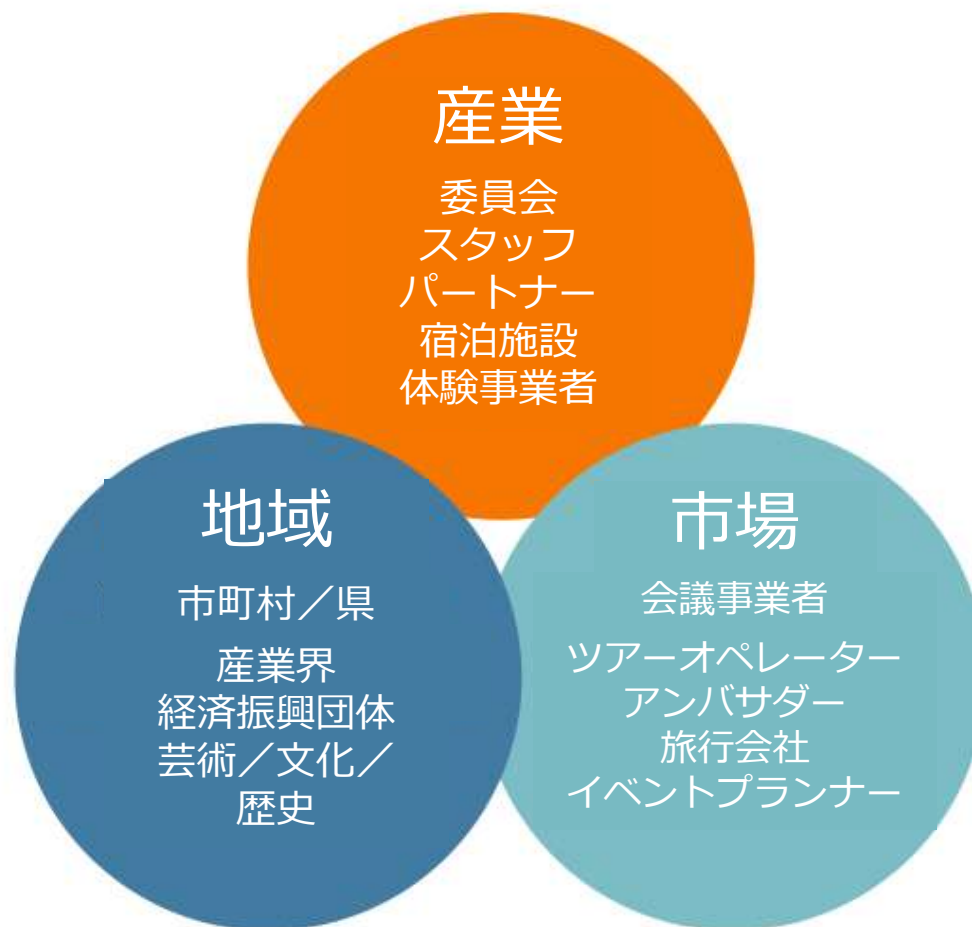 産業
委員会
スタッフ
パートナー
宿泊施設
体験事業者
地域
市町村／県
産業界
経済振興団体
芸術／文化／
歴史
市場
会議事業者
ツアーオペレーター
アンバサダー
旅行会社
イベントプランナー